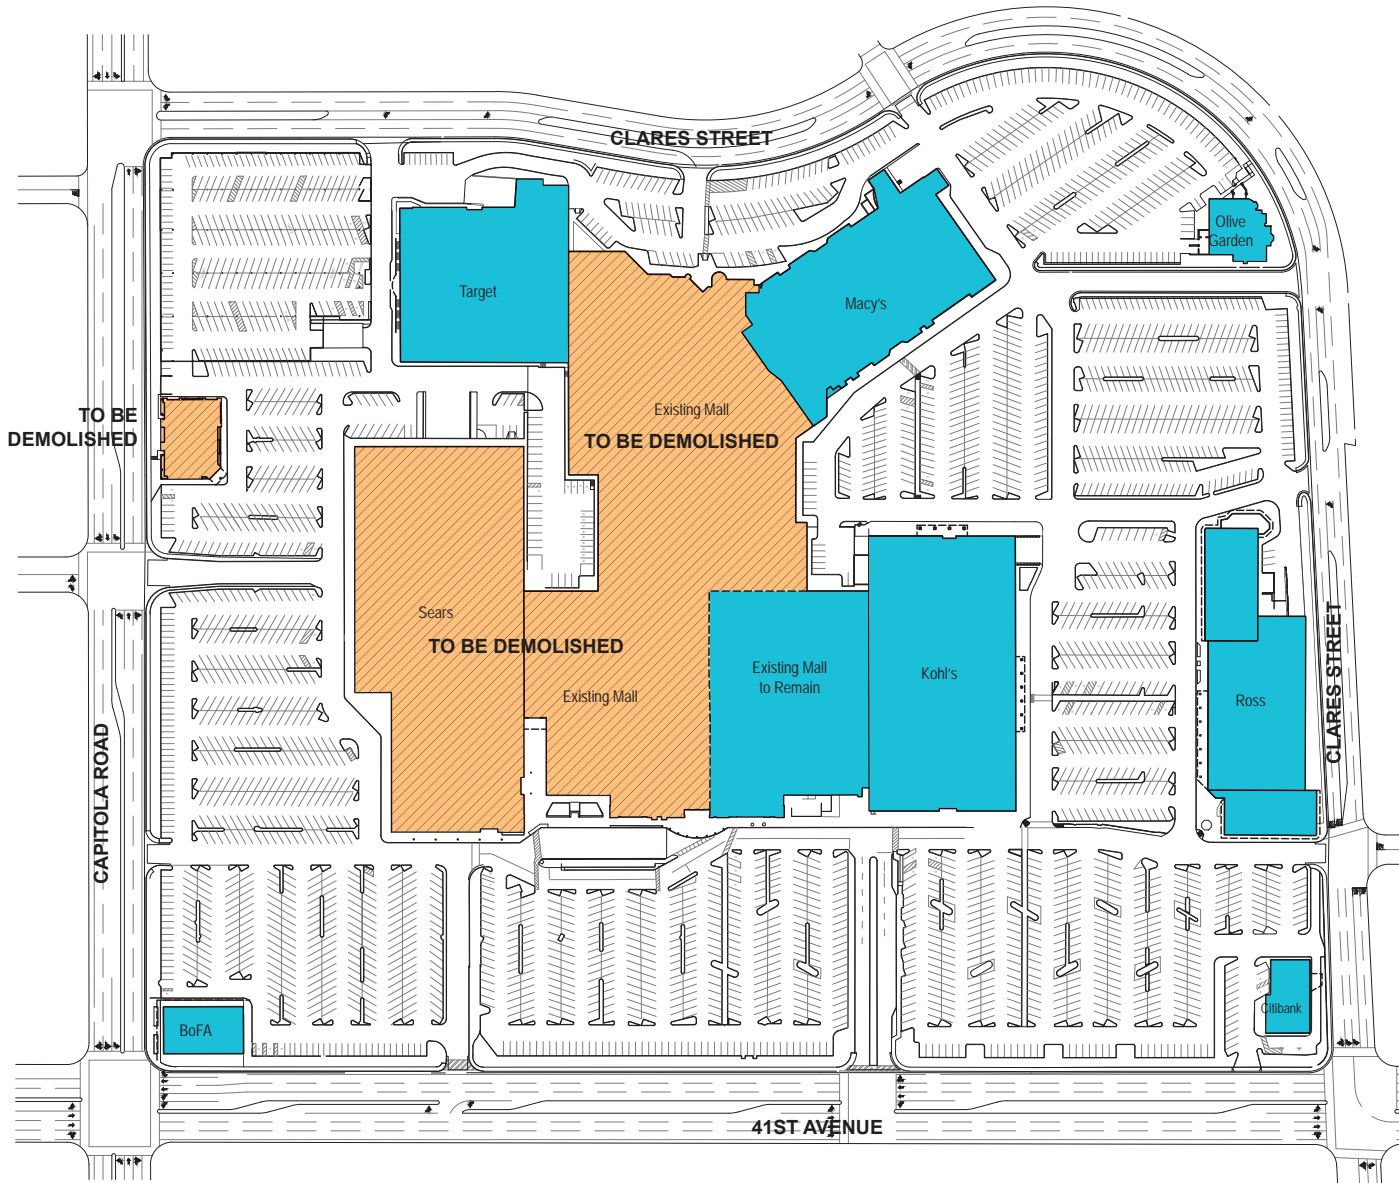 CLARES STREET
Olive
Garden
Target
Macy's
TO BE
DEMOLISHED
Existing Mall
TO BE DEMOLISHED
Sears
TO BE DEMOLISHED
Existing Mall
Existing Mall
to Remain
Kohl's
Ross
CLARES STREET
CAPITOLA ROAD
BoFA
Citibank
41ST AVENUE